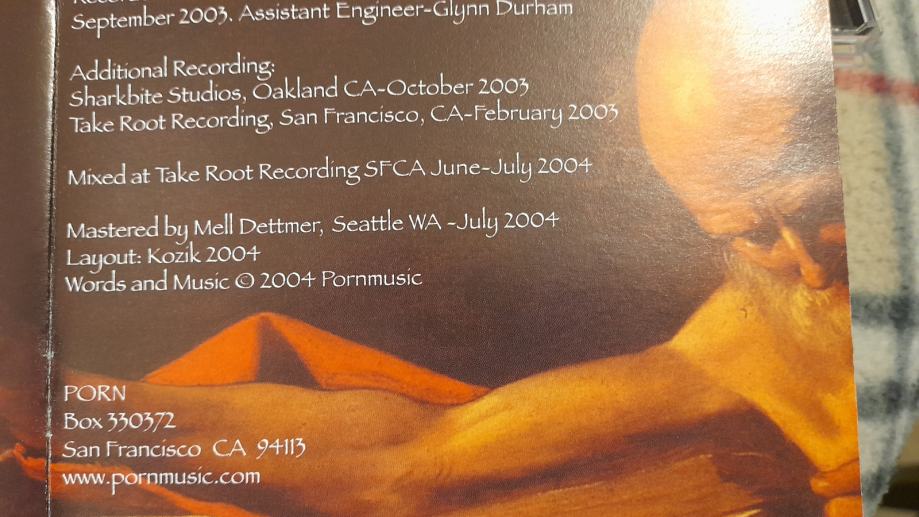 September 2003. Assistant Engineer-Glynn Durham
Additional Recording:
Sharkbite Studios, Oakland CA-October 2003
Take Root Recording, San Francisco, CA-February 2003
Mixed at Take Root Recording SFCA June-July 2004
Mastered by Mell Dettmer, Seattle WA -July 2004
Layout: Kozik 2004
Words and Music © 2004 Pornmusic
PORN
Box 330372
San Francisco CA 94113
www.pornmusic.com